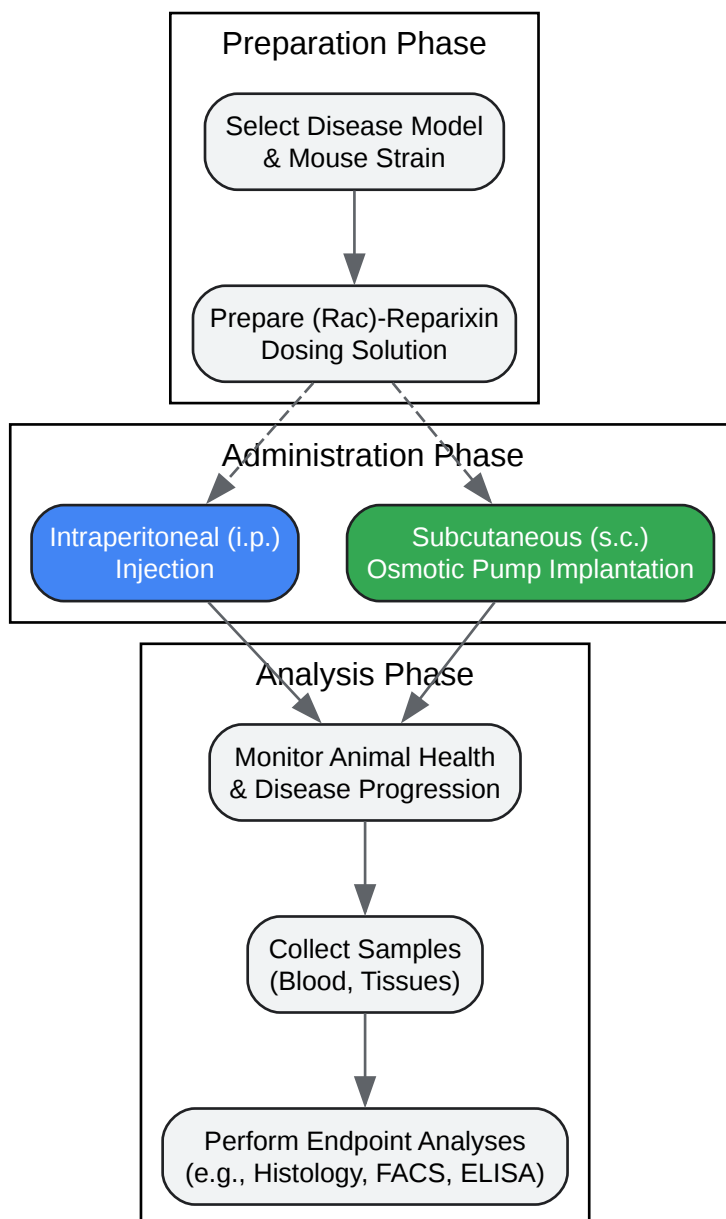 Preparation Phase
Select Disease Model
& Mouse Strain
Prepare (Rac)-Reparixin
Dosing Solution
Administration Phase
Intraperitoneal (i.p.)
Injection
Subcutaneous (s.c.)
Osmotic Pump Implantation
Analysis Phase
Monitor Animal Health
& Disease Progression
Collect Samples
(Blood, Tissues)
Perform Endpoint Analyses
(e.g., Histology, FACS, ELISA)